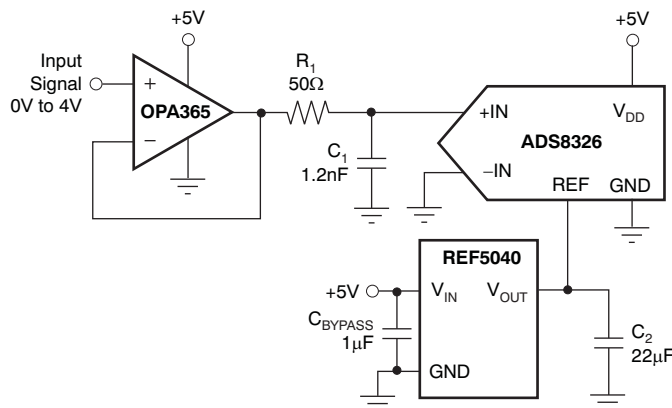 +5V
Input
Signal
0V to 4V
+
OPA365
−
R1
50Ω
C1
1.2nF
+5V
+IN
VDD
ADS8326
−IN
REF
GND
REF5040
+5V
VIN
VOUT
CBYPASS
1μF
GND
C2
22μF